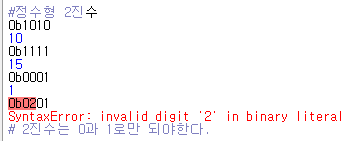 #정수형 2진수
0b1010
10
0b1111
15
0b0001
1
0b0201
SyntaxError: invalid digit '2' in binary literal
# 2진수는 0과 1로만 되야한다.